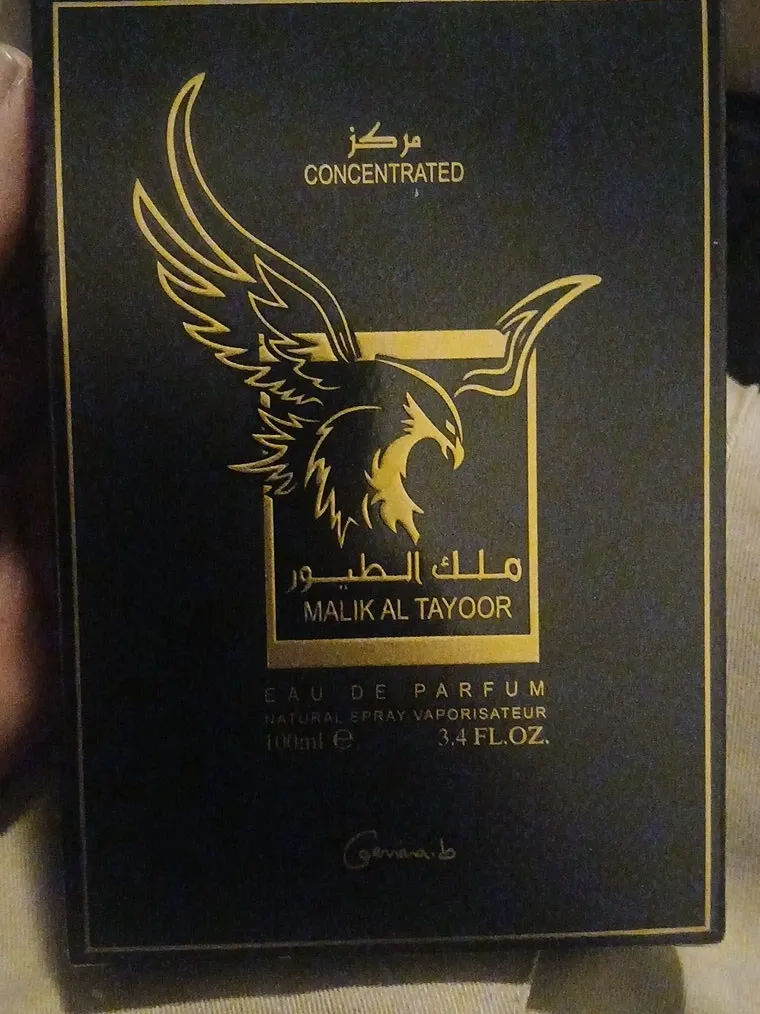 مركز
CONCENTRATED
ملك الطيور
MALIK AL TAYOOR
EAU DE PARFUM
NATURAL SPRAY VAPORISATEUR
100ml ℮ 3.4 FL.OZ.